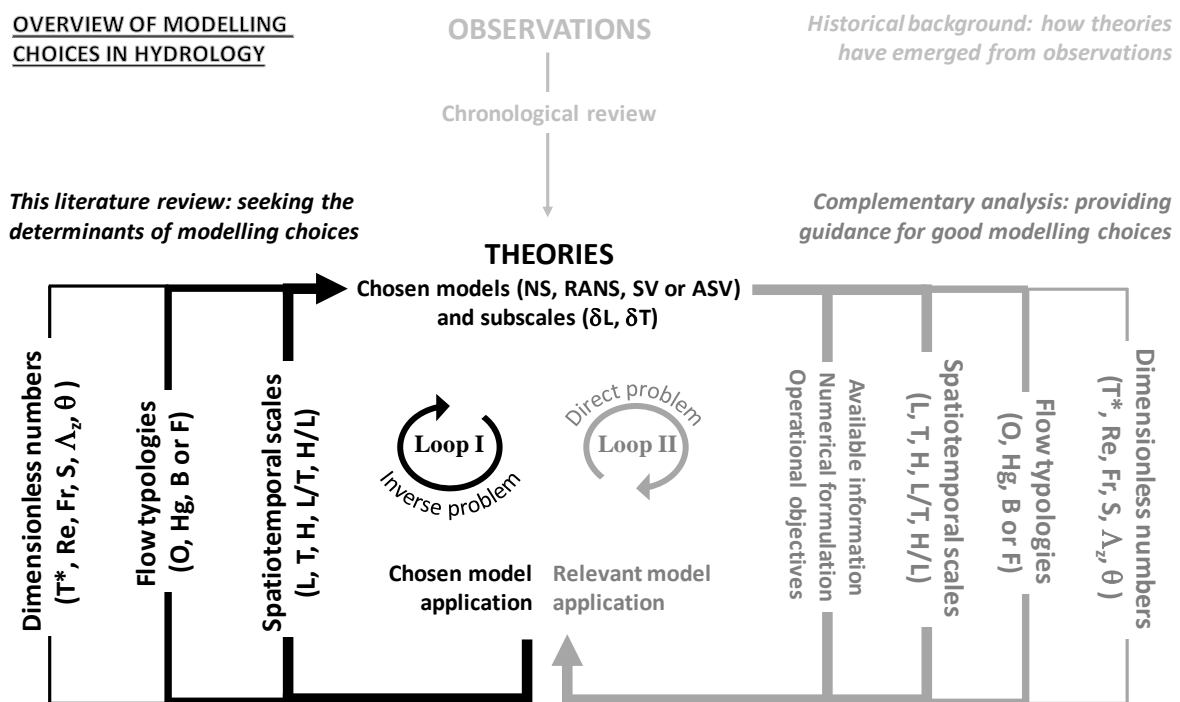 OVERVIEW OF MODELLING
CHOICES IN HYDROLOGY
OBSERVATIONS
Historical background: how theories
have emerged from observations
Chronological review
This literature review: seeking the
determinants of modelling choices
Complementary analysis: providing
guidance for good modelling choices
THEORIES
Chosen models (NS, RANS, SV or ASV)
and subscales (δL, δT)
Dimensionless numbers
(T*, Re, Fr, S, Λz, θ)
Flow typologies
(O, Hg, B or F)
Spatiotemporal scales
(L, T, H, L/T, H/L)
Loop I
Inverse problem
Direct problem
Loop II
Available information
Numerical formulation
Operational objectives
Spatiotemporal scales
(L, T, H, L/T, H/L)
Flow typologies
(O, Hg, B or F)
Dimensionless numbers
(T*, Re, Fr, S, Λz, θ)
Chosen model
application
Relevant model
application